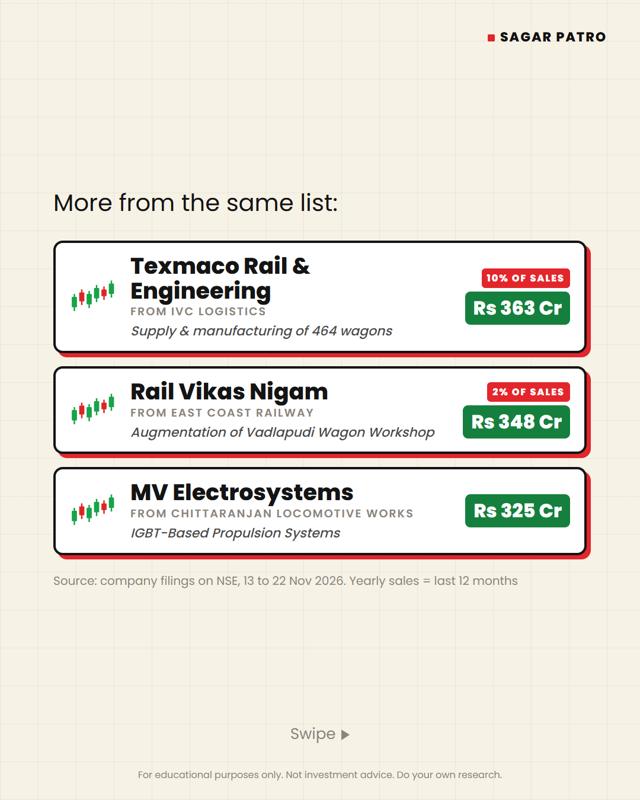 SAGAR PATRO
More from the same list:
Texmaco Rail &
Engineering
FROM IVC LOGISTICS
Supply & manufacturing of 464 wagons
10% OF SALES
Rs 363 Cr
Rail Vikas Nigam
FROM EAST COAST RAILWAY
Augmentation of Vadlapudi Wagon Workshop
2% OF SALES
Rs 348 Cr
MV Electrosystems
FROM CHITTARANJAN LOCOMOTIVE WORKS
IGBT-Based Propulsion Systems
Rs 325 Cr
Source: company filings on NSE, 13 to 22 Nov 2026. Yearly sales = last 12 months
Swipe
For educational purposes only. Not investment advice. Do your own research.